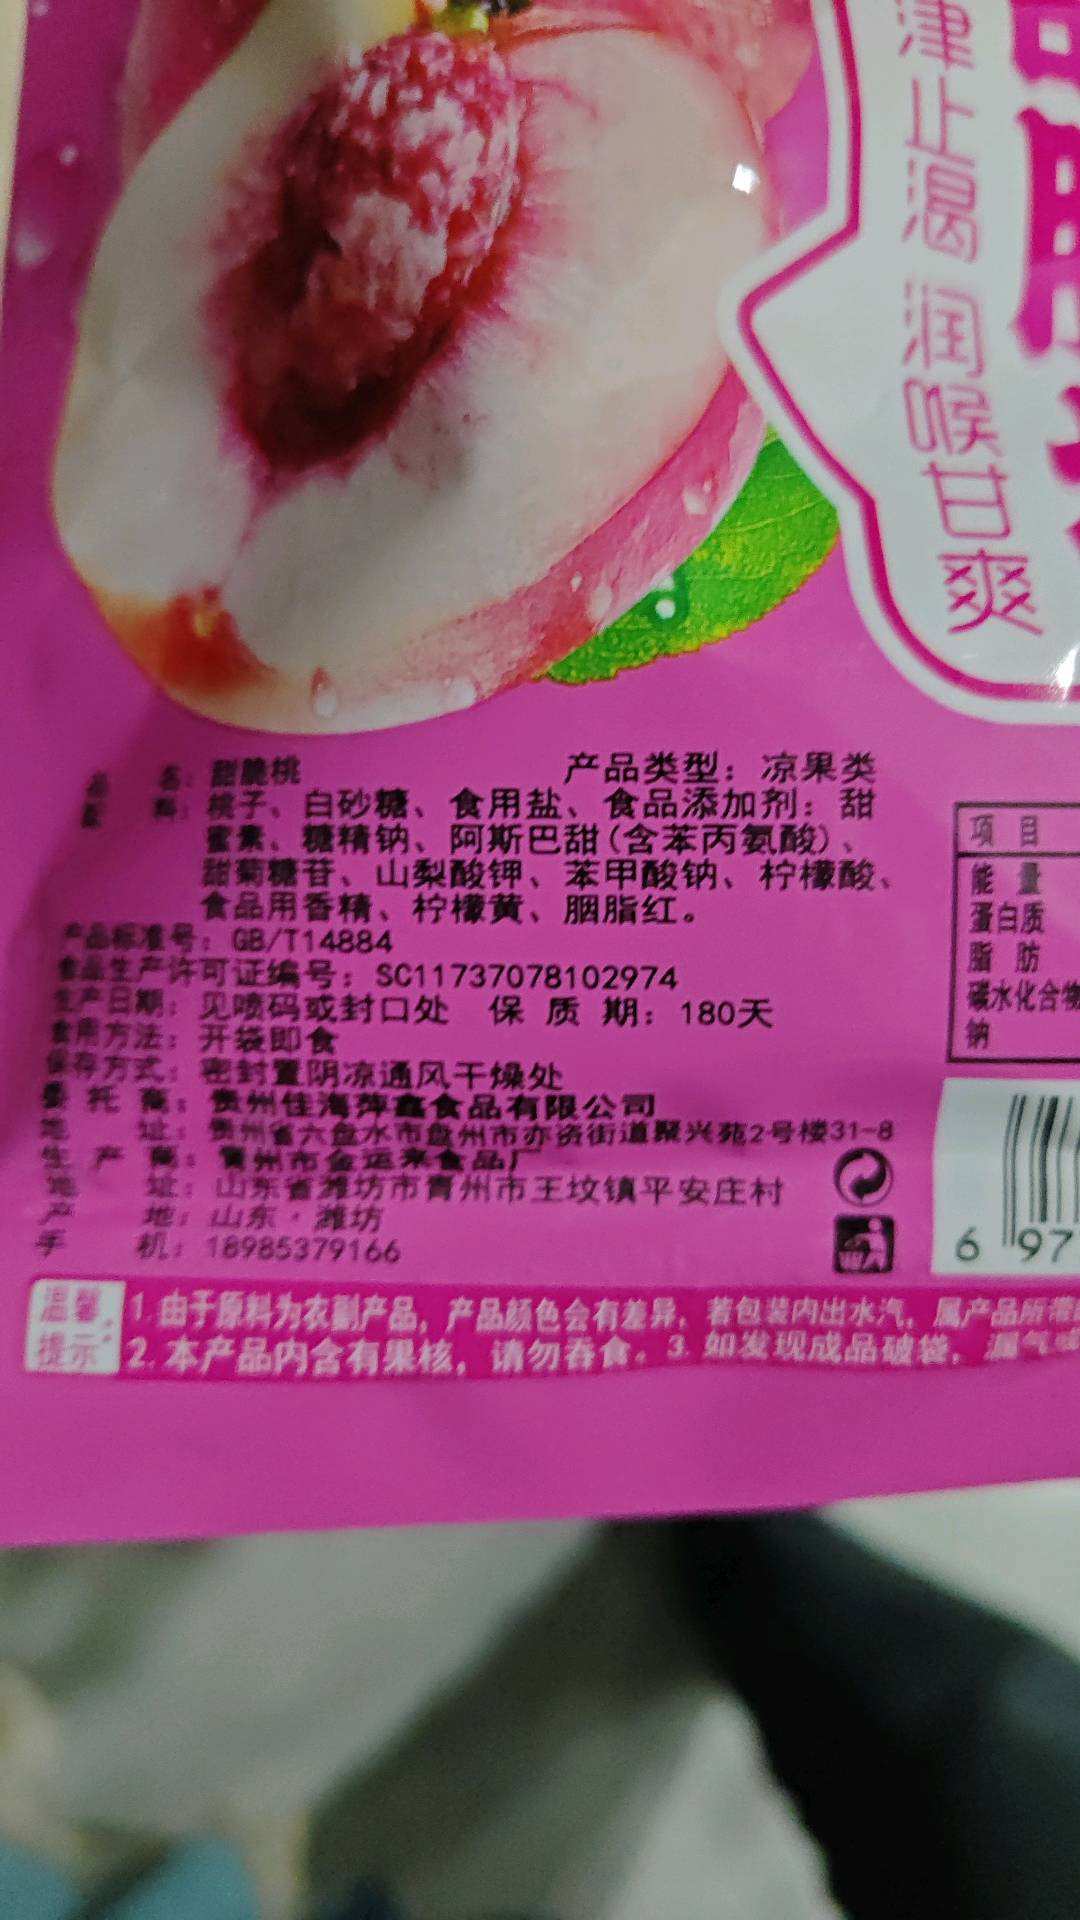 津止渴 润喉甘爽
品 名：甜脆桃 产品类型：凉果类
配 料：桃子、白砂糖、食用盐、食品添加剂：甜
蜜素、糖精钠、阿斯巴甜（含苯丙氨酸）、
甜菊糖苷、山梨酸钾、苯甲酸钠、柠檬酸、
食品用香精、柠檬黄、胭脂红。
产品标准号：GB/T14884
食品生产许可证编号：SC11737078102974
生产日期：见喷码或封口处 保 质 期：180天
食用方法：开袋即食
保存方式：密封置阴凉通风干燥处
委 托 商：贵州佳海萍鑫食品有限公司
地 址：贵州省六盘水市盘州市亦资街道聚兴苑2号楼31-8
生 产 商：青州市金运来食品厂
地 址：山东省潍坊市青州市王坟镇平安庄村
产 地：山东·潍坊
手 机：18985379166
项 目
能 量
蛋白质
脂 肪
碳水化合物
钠
6 97
温馨提示：
1. 由于原料为农副产品，产品颜色会有差异，若包装内出水汽，属产品所
2. 本产品内含有果核，请勿吞食。3. 如发现成品破袋，漏气